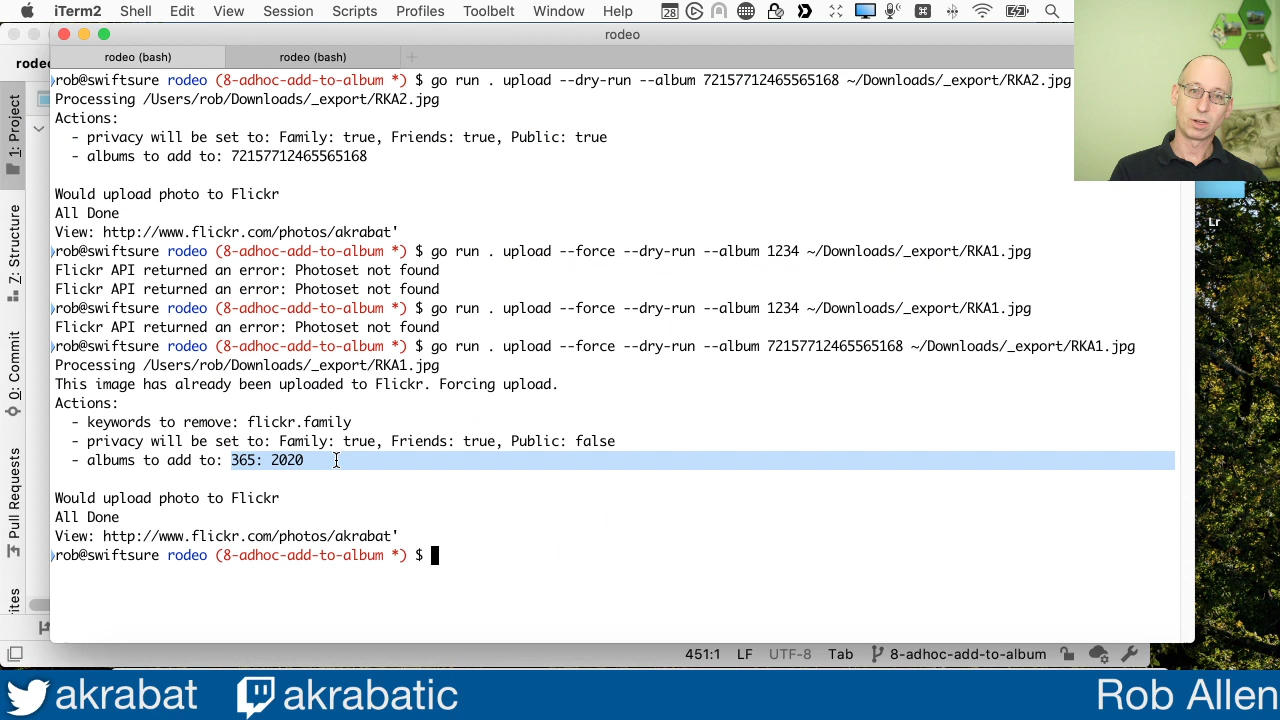 iTerm2 Shell Edit View Session Scripts Profiles Toolbelt Window Help 28
rodeo
rodeo (bash) rodeo (bash) +
rode
rob@swiftsure rodeo (8-adhoc-add-to-album *) $ go run . upload --dry-run --album 72157712465565168 ~/Downloads/_export/RKA2.jpg
Processing /Users/rob/Downloads/_export/RKA2.jpg
Actions:
- privacy will be set to: Family: true, Friends: true, Public: true
- albums to add to: 72157712465565168
Would upload photo to Flickr
All Done
View: http://www.flickr.com/photos/akrabat'
rob@swiftsure rodeo (8-adhoc-add-to-album *) $ go run . upload --force --dry-run --album 1234 ~/Downloads/_export/RKA1.jpg
Flickr API returned an error: Photoset not found
Flickr API returned an error: Photoset not found
rob@swiftsure rodeo (8-adhoc-add-to-album *) $ go run . upload --force --dry-run --album 1234 ~/Downloads/_export/RKA1.jpg
Flickr API returned an error: Photoset not found
rob@swiftsure rodeo (8-adhoc-add-to-album *) $ go run . upload --force --dry-run --album 72157712465565168 ~/Downloads/_export/RKA1.jpg
Processing /Users/rob/Downloads/_export/RKA1.jpg
This image has already been uploaded to Flickr. Forcing upload.
Actions:
- keywords to remove: flickr.family
- privacy will be set to: Family: true, Friends: true, Public: false
- albums to add to: 365: 2020
Would upload photo to Flickr
All Done
View: http://www.flickr.com/photos/akrabat'
rob@swiftsure rodeo (8-adhoc-add-to-album *) $
1: Project
7: Structure
0: Commit
Pull Requests
ites
Lr
451:1 LF UTF-8 Tab 8-adhoc-add-to-album
akrabat akrabatic Rob Allen